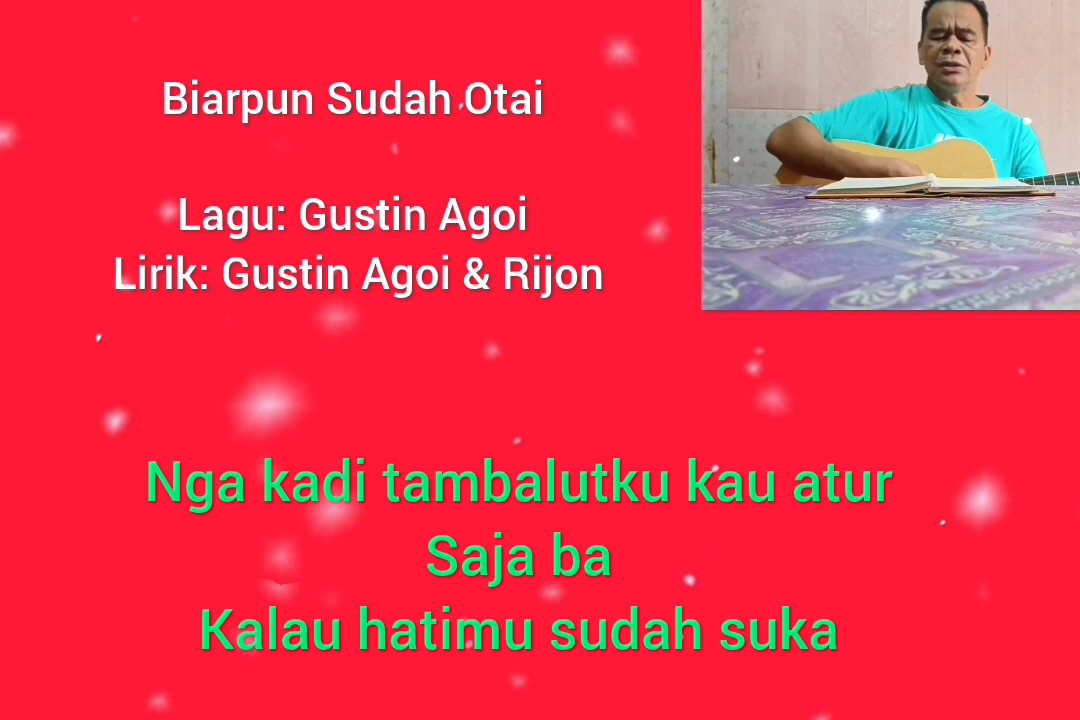 Biarpun Sudah Otai
Lagu: Gustin Agoi
Lirik: Gustin Agoi & Rijon
Nga kadi tambalutku kau atur
Saja ba
Kalau hatimu sudah suka